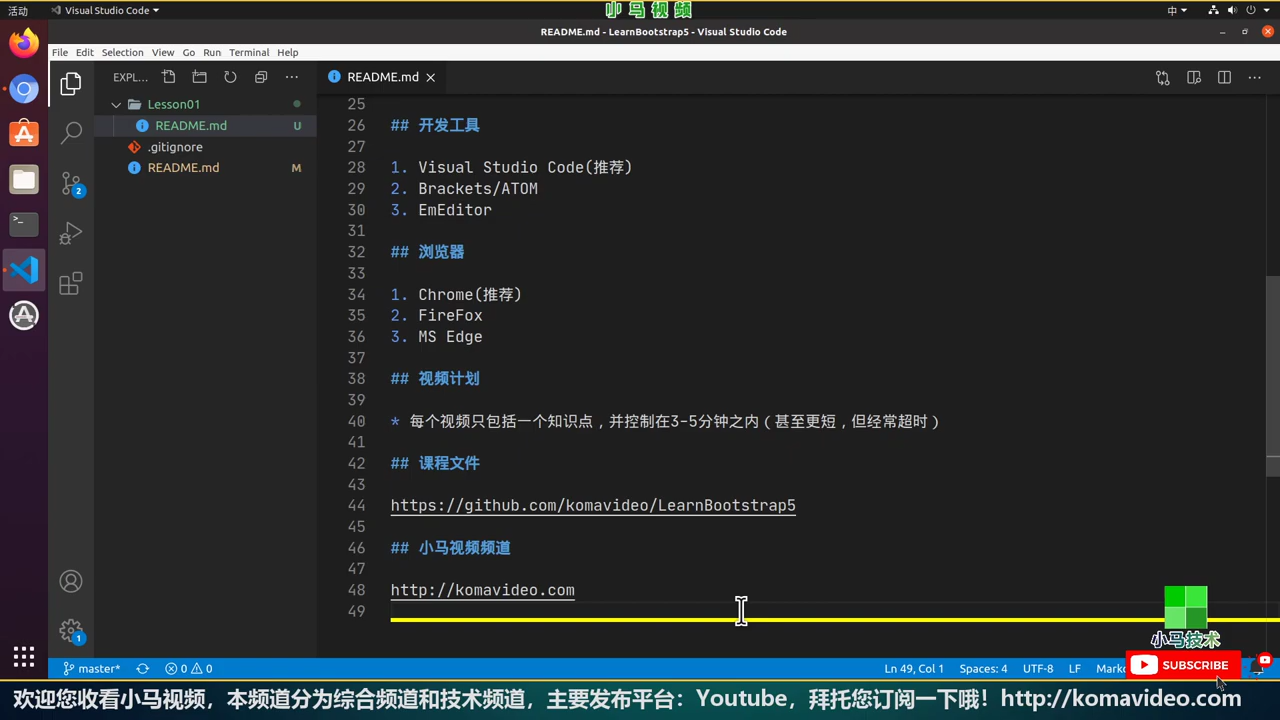 小马视频
活动
Visual Studio Code
中
README.md - LearnBootstrap5 - Visual Studio Code
File Edit Selection View Go Run Terminal Help
EXPL...
README.md
Lesson01
README.md U
.gitignore
README.md M
2
1
25
26 ## 开发工具
27
28 1. Visual Studio Code(推荐)
29 2. Brackets/ATOM
30 3. EmEditor
31
32 ## 浏览器
33
34 1. Chrome(推荐)
35 2. FireFox
36 3. MS Edge
37
38 ## 视频计划
39
40 * 每个视频只包括一个知识点，并控制在3-5分钟之内（甚至更短，但经常超时）
41
42 ## 课程文件
43
44 https://github.com/komavideo/LearnBootstrap5
45
46 ## 小马视频频道
47
48 http://komavideo.com
49
小马技术
SUBSCRIBE
master* 0 0 Ln 49, Col 1 Spaces: 4 UTF-8 LF Marko
欢迎您收看小马视频，本频道分为综合频道和技术频道，主要发布平台：Youtube，拜托您订阅一下哦！http://komavideo.com